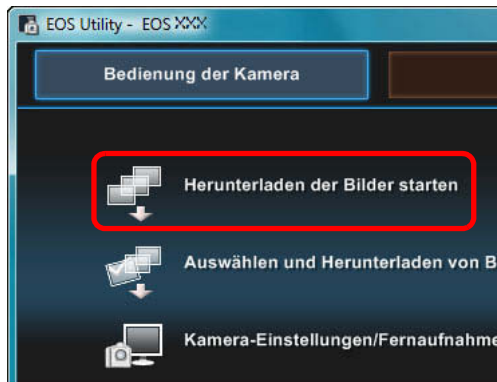 EOS Utility - EOS XXX
Bedienung der Kamera
Herunterladen der Bilder starten
Auswählen und Herunterladen von B
Kamera-Einstellungen/Fernaufnahme